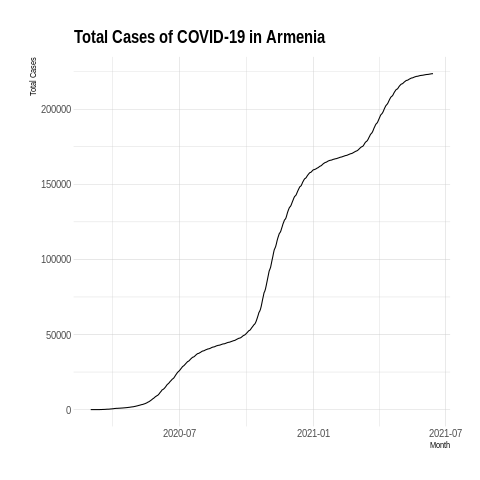 Total Cases of COVID-19 in Armenia
Total Cases
200000
150000
100000
50000
0
2020-07
2021-01
2021-07
Month